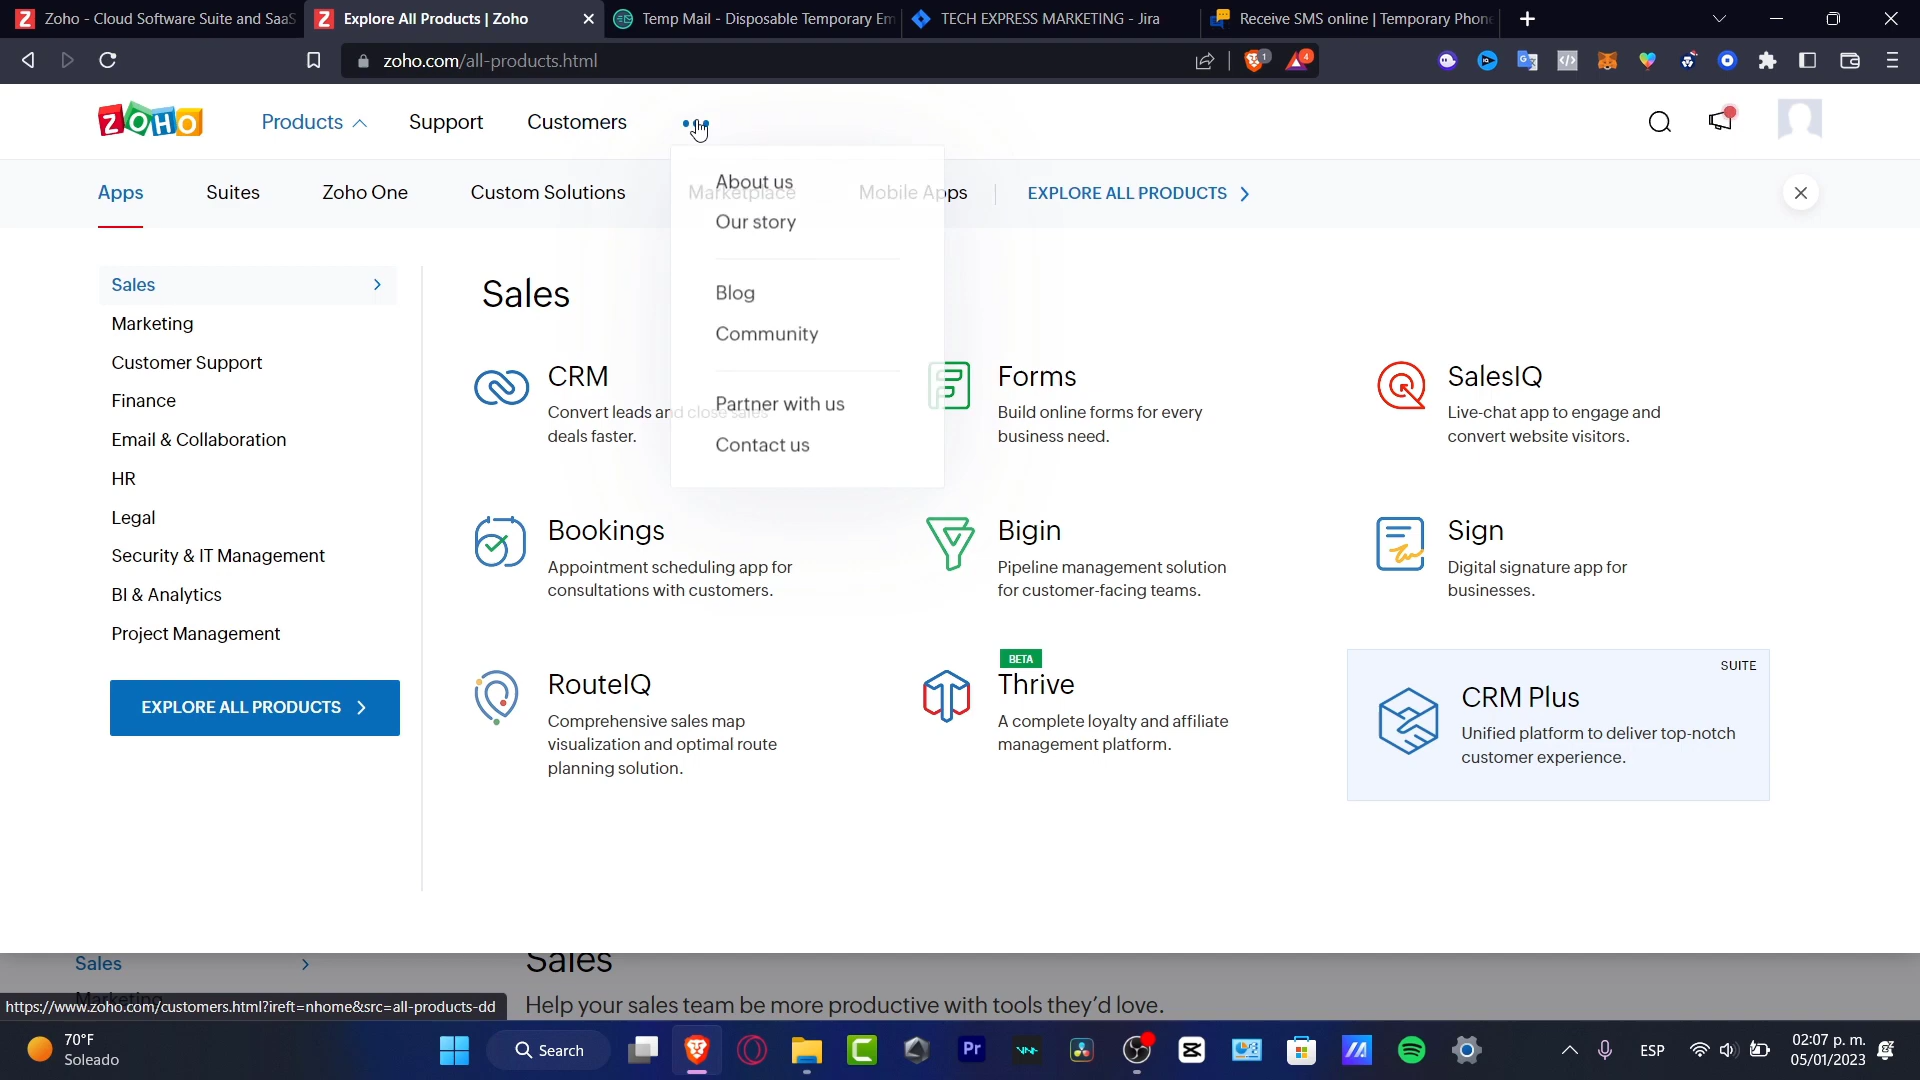 Zoho - Cloud Software Suite and SaaS
Explore All Products | Zoho
Temp Mail - Disposable Temporary Em
TECH EXPRESS MARKETING - Jira
Receive SMS online | Temporary Phone
zoho.com/all-products.html
1
4
ZOHO
Products
Support
Customers
Apps
Suites
Zoho One
Custom Solutions
Marketplace
Mobile Apps
EXPLORE ALL PRODUCTS
About us
Our story
Blog
Community
Partner with us
Contact us
Sales
Marketing
Customer Support
Finance
Email & Collaboration
HR
Legal
Security & IT Management
BI & Analytics
Project Management
EXPLORE ALL PRODUCTS
Sales
CRM
Convert leads and close sales
deals faster.
Forms
Build online forms for every
business need.
SalesIQ
Live-chat app to engage and
convert website visitors.
Bookings
Appointment scheduling app for
consultations with customers.
Bigin
Pipeline management solution
for customer-facing teams.
Sign
Digital signature app for
businesses.
RouteIQ
Comprehensive sales map
visualization and optimal route
planning solution.
BETA
Thrive
A complete loyalty and affiliate
management platform.
SUITE
CRM Plus
Unified platform to deliver top-notch
customer experience.
Sales
Marketing
Sales
Help your sales team be more productive with tools they'd love.
https://www.zoho.com/customers.html?ireft=nhome&src=all-products-dd
70°F
Soleado
Search
Pr
ESP
02:07 p. m.
05/01/2023